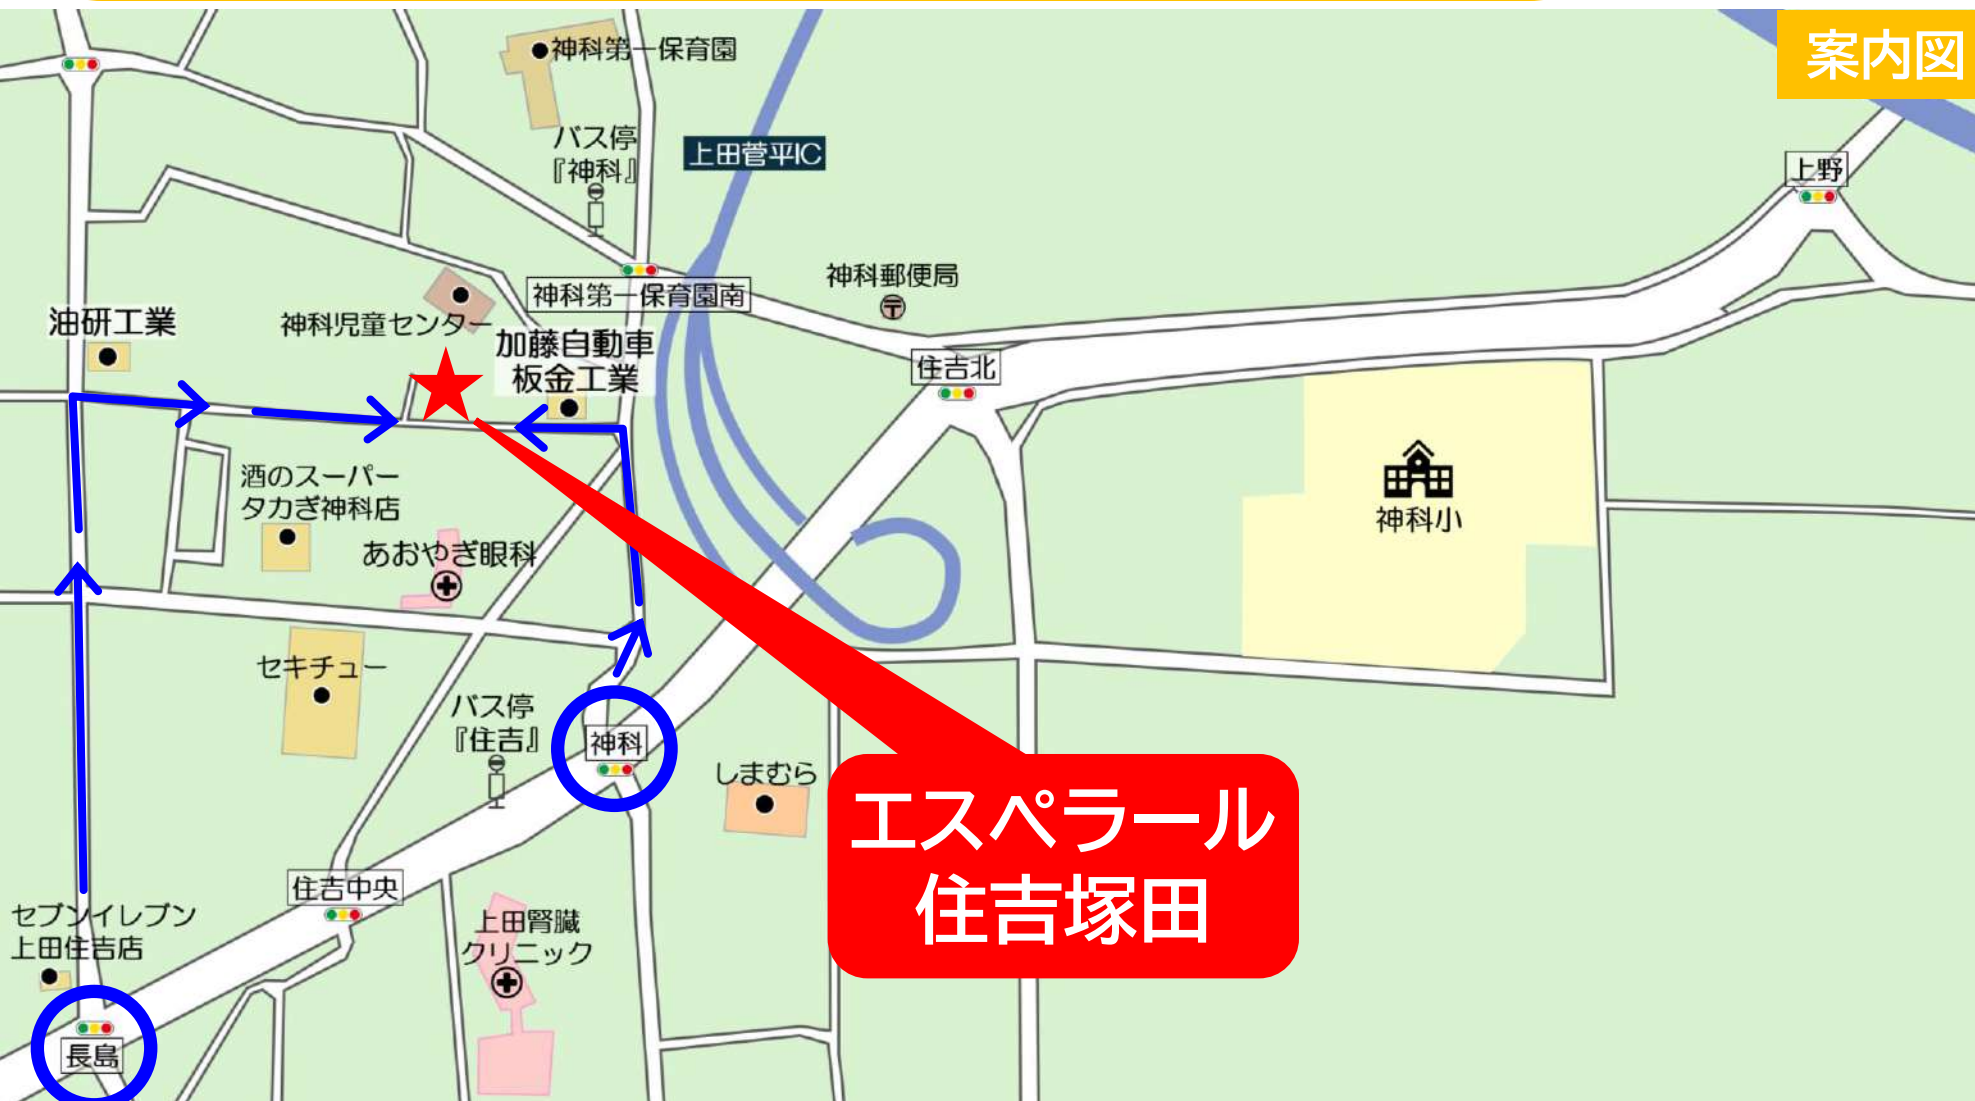 案内図
神科第一保育園
バス停
『神科』
上田菅平IC
上野
神科第一保育園南
神科郵便局
油研工業
神科児童センター
加藤自動車
板金工業
住吉北
酒のスーパー
タカぎ神科店
あおやぎ眼科
神科小
セキチュー
バス停
『住吉』
神科
しまむら
エスペラール
住吉塚田
住吉中央
セブンイレブン
上田住吉店
上田腎臓
クリニック
長島